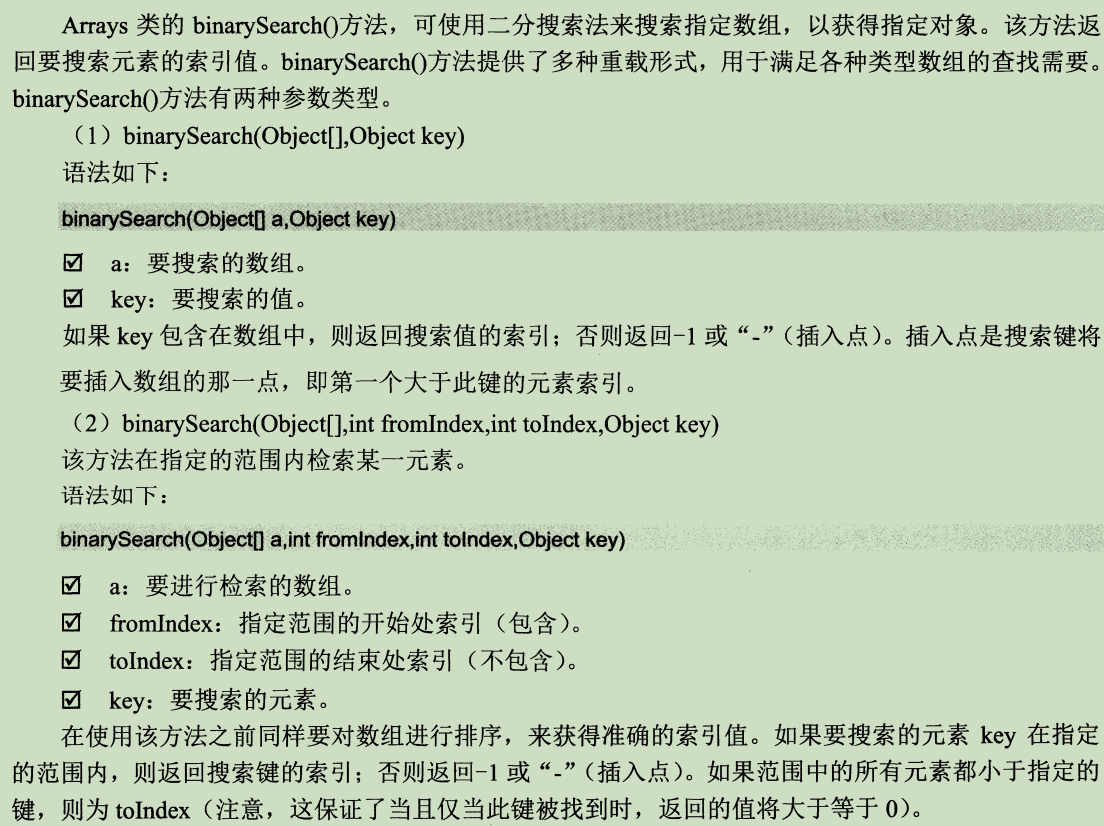 Arrays 类的 binarySearch()方法，可使用二分搜索法来搜索指定数组，以获得指定对象。该方法返
回要搜索元素的索引值。binarySearch()方法提供了多种重载形式，用于满足各种类型数组的查找需要。
binarySearch()方法有两种参数类型。
（1）binarySearch(Object[],Object key)
语法如下：
binarySearch(Object[] a,Object key)
☑ a：要搜索的数组。
☑ key：要搜索的值。
如果 key 包含在数组中，则返回搜索值的索引；否则返回-1 或“-”（插入点）。插入点是搜索键将
要插入数组的那一点，即第一个大于此键的元素索引。
（2）binarySearch(Object[],int fromIndex,int toIndex,Object key)
该方法在指定的范围内检索某一元素。
语法如下：
binarySearch(Object[] a,int fromIndex,int toIndex,Object key)
☑ a：要进行检索的数组。
☑ fromIndex：指定范围的开始处索引（包含）。
☑ toIndex：指定范围的结束处索引（不包含）。
☑ key：要搜索的元素。
在使用该方法之前同样要对数组进行排序，来获得准确的索引值。如果要搜索的元素 key 在指定
的范围内，则返回搜索键的索引；否则返回-1 或“-”（插入点）。如果范围中的所有元素都小于指定的
键，则为 toIndex（注意，这保证了当且仅当此键被找到时，返回的值将大于等于 0）。